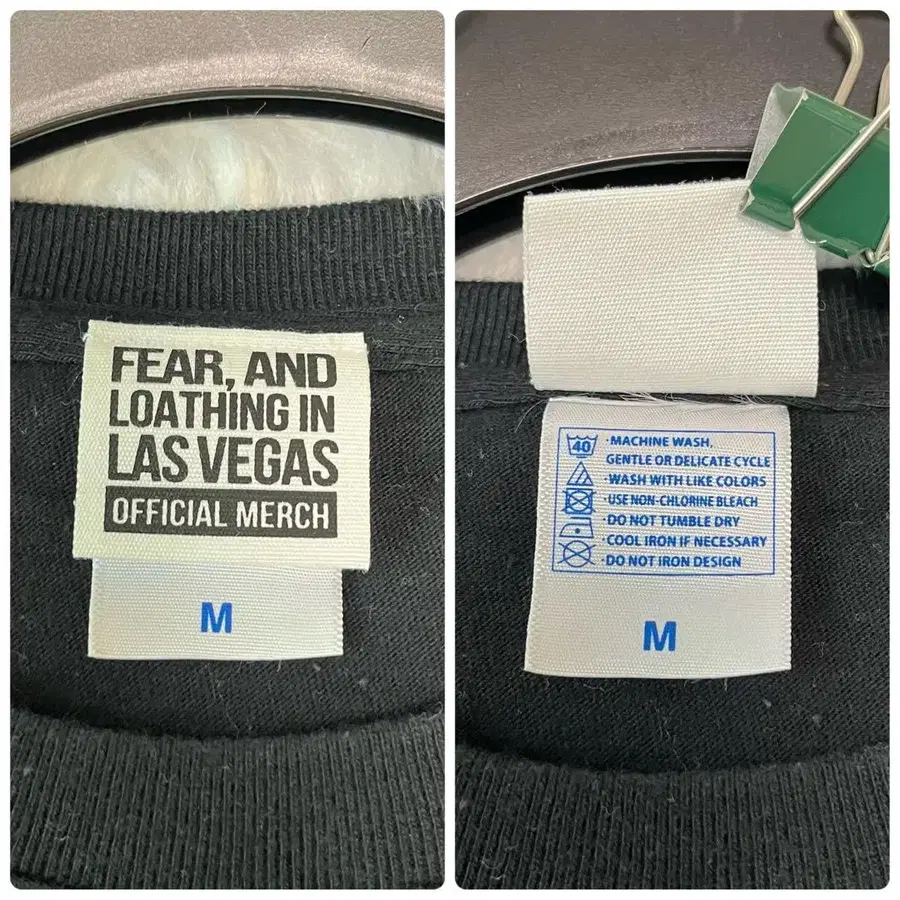 FEAR, AND
LOATHING IN
LAS VEGAS
OFFICIAL MERCH
M
40
·MACHINE WASH,
GENTLE OR DELICATE CYCLE
·WASH WITH LIKE COLORS
·USE NON-CHLORINE BLEACH
·DO NOT TUMBLE DRY
·COOL IRON IF NECESSARY
·DO NOT IRON DESIGN
M